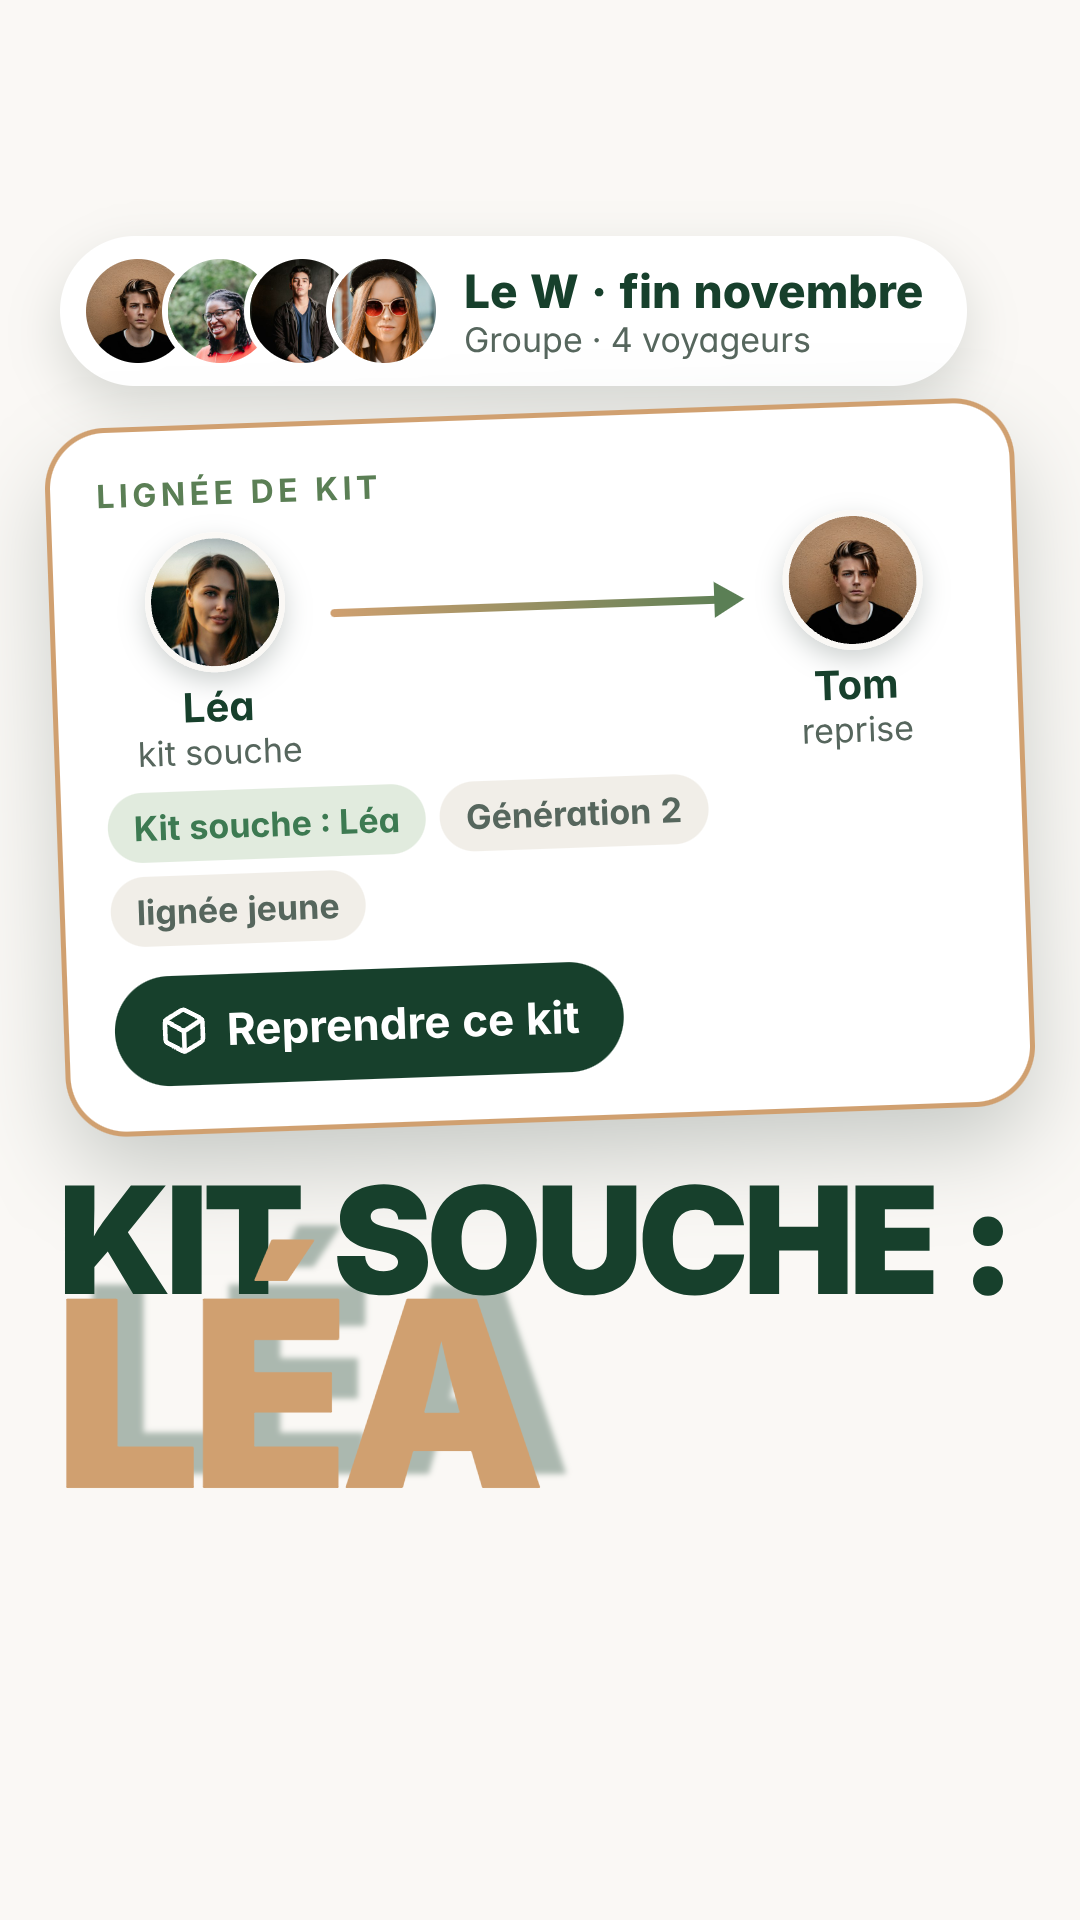 Le W · fin novembre
Groupe · 4 voyageurs
LIGNÉE DE KIT
Léa
kit souche
Tom
reprise
Kit souche : Léa
Génération 2
lignée jeune
Reprendre ce kit
KIT SOUCHE :
LÉA